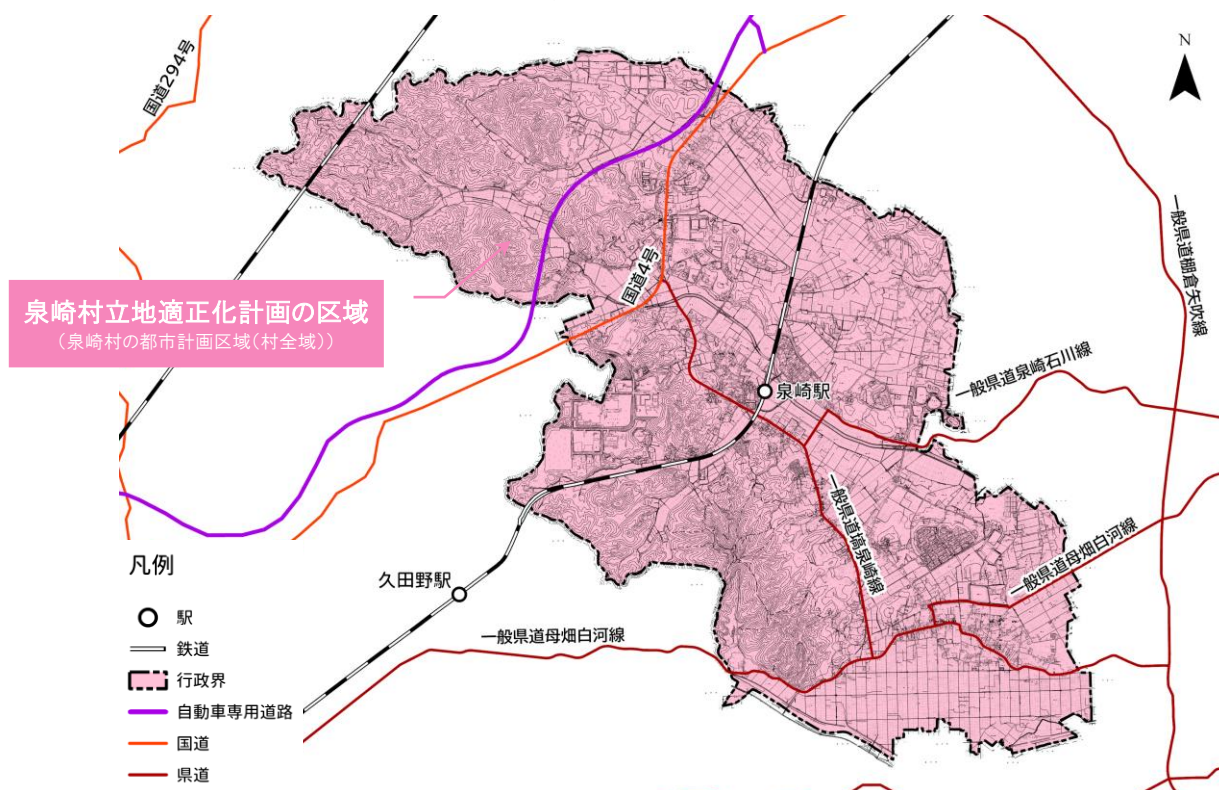 国道294号
N
一般県道棚倉矢吹線
国道4号
泉崎村立地適正化計画の区域
（泉崎村の都市計画区域（村全域））
泉崎駅
一般県道泉崎石川線
一般県道塙泉崎線
一般県道母畑白河線
久田野駅
一般県道母畑白河線
凡例
駅
鉄道
行政界
自動車専用道路
国道
県道